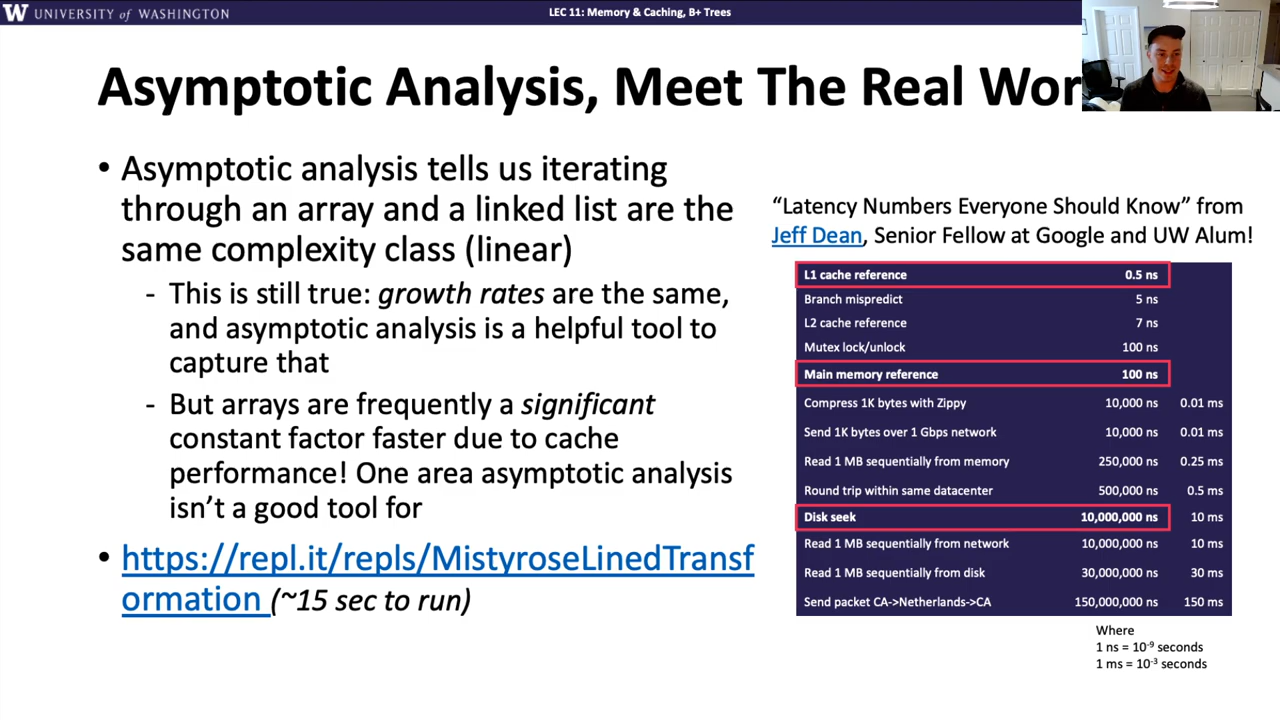 W UNIVERSITY of WASHINGTON
LEC 11: Memory & Caching, B+ Trees
Asymptotic Analysis, Meet The Real Wor
• Asymptotic analysis tells us iterating
through an array and a linked list are the
same complexity class (linear)
- This is still true: growth rates are the same,
and asymptotic analysis is a helpful tool to
capture that
- But arrays are frequently a significant
constant factor faster due to cache
performance! One area asymptotic analysis
isn't a good tool for
• https://repl.it/repls/MistyroseLinedTransf
ormation (~15 sec to run)
“Latency Numbers Everyone Should Know” from
Jeff Dean, Senior Fellow at Google and UW Alum!
L1 cache reference 0.5 ns
Branch mispredict 5 ns
L2 cache reference 7 ns
Mutex lock/unlock 100 ns
Main memory reference 100 ns
Compress 1K bytes with Zippy 10,000 ns 0.01 ms
Send 1K bytes over 1 Gbps network 10,000 ns 0.01 ms
Read 1 MB sequentially from memory 250,000 ns 0.25 ms
Round trip within same datacenter 500,000 ns 0.5 ms
Disk seek 10,000,000 ns 10 ms
Read 1 MB sequentially from network 10,000,000 ns 10 ms
Read 1 MB sequentially from disk 30,000,000 ns 30 ms
Send packet CA->Netherlands->CA 150,000,000 ns 150 ms
Where
1 ns = 10⁻⁹ seconds
1 ms = 10⁻³ seconds